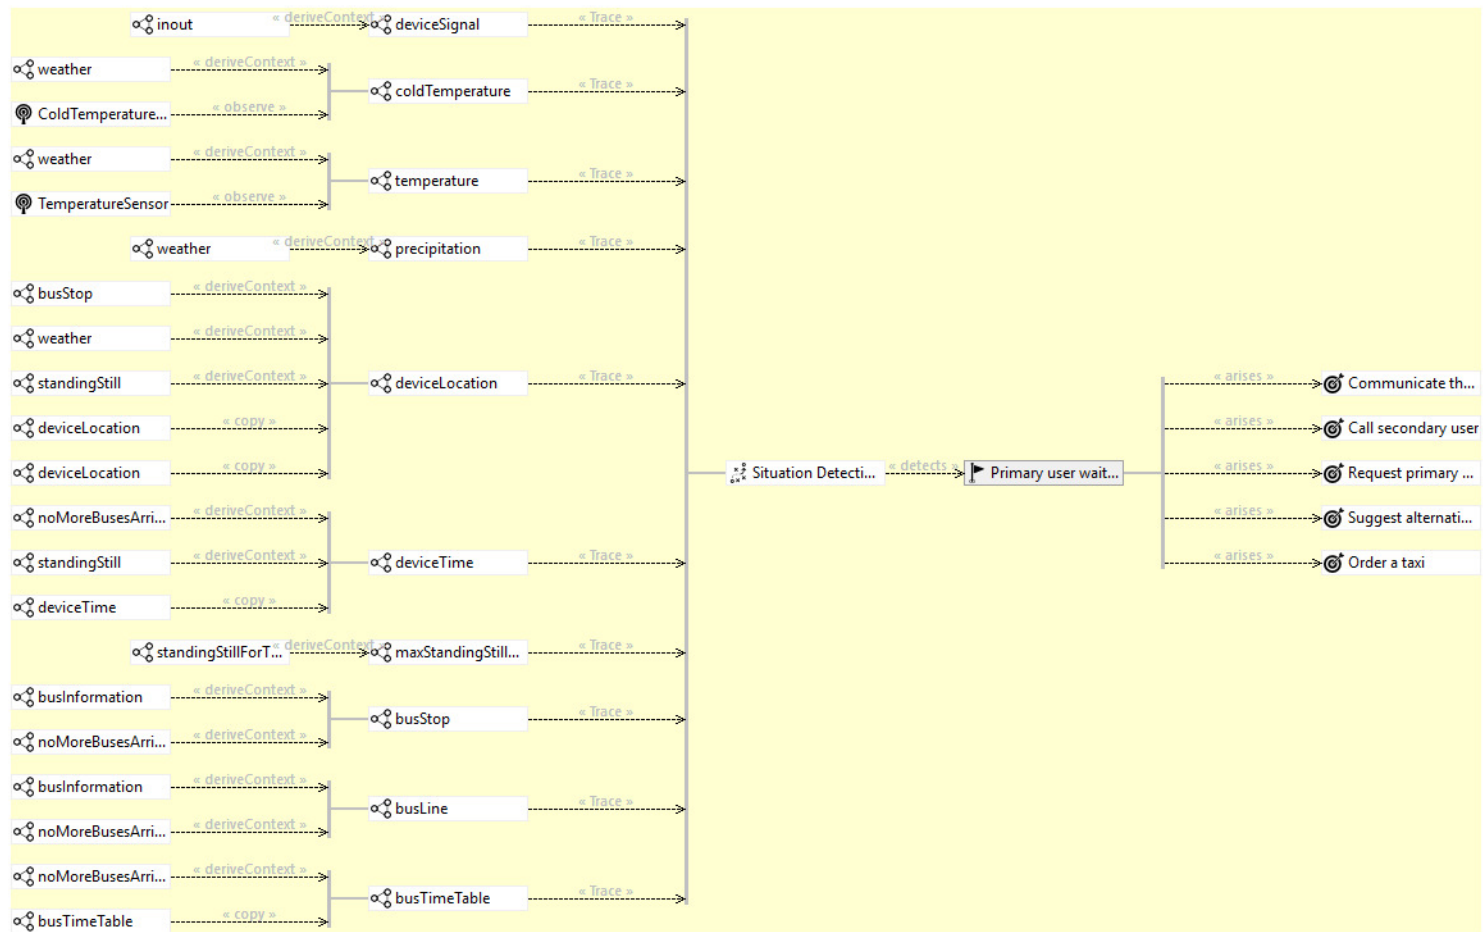 inout « deriveContext » deviceSignal « Trace »
weather « deriveContext »
coldTemperature « Trace »
ColdTemperature... « observe »
weather « deriveContext »
temperature « Trace »
TemperatureSensor « observe »
weather « deriveContext » precipitation « Trace »
busStop « deriveContext »
weather « deriveContext »
standingStill « deriveContext » deviceLocation « Trace » « arises » Communicate th...
deviceLocation « copy » « arises » Call secondary user
deviceLocation « copy » Situation Detecti... « detects » Primary user wait... « arises » Request primary ...
noMoreBusesArri... « deriveContext » « arises » Suggest alternati...
standingStill « deriveContext » deviceTime « Trace » « arises » Order a taxi
deviceTime « copy »
standingStillForT... « deriveContext » maxStandingStill... « Trace »
busInformation « deriveContext »
busStop « Trace »
noMoreBusesArri... « deriveContext »
busInformation « deriveContext »
busLine « Trace »
noMoreBusesArri... « deriveContext »
noMoreBusesArri... « deriveContext »
busTimeTable « Trace »
busTimeTable « copy »